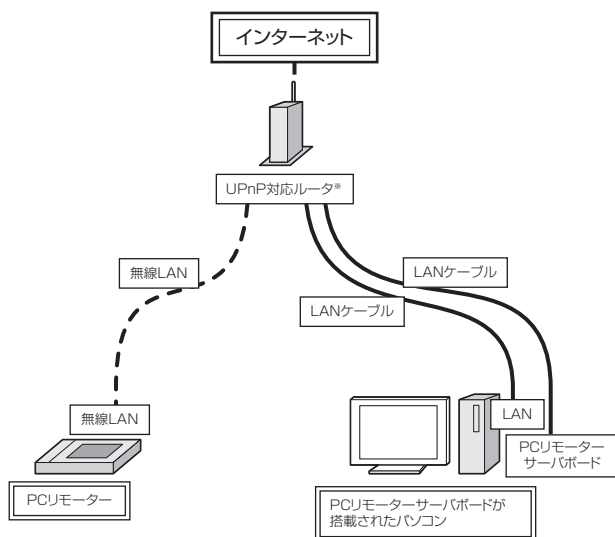 インターネット
UPnP対応ルータ※
無線LAN
LANケーブル
LANケーブル
無線LAN
LAN
PCリモーター
サーバボード
PCリモーター
PCリモーターサーバボードが
搭載されたパソコン